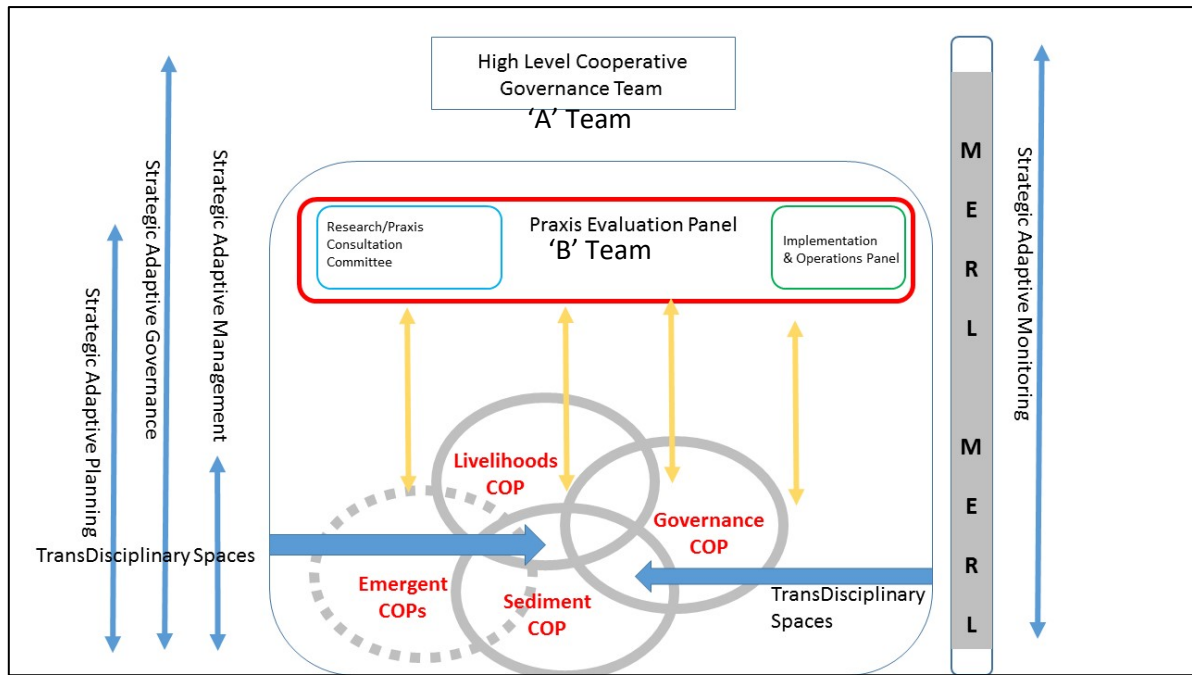 High Level Cooperative
Governance Team
‘A’ Team
Strategic Adaptive Planning
Strategic Adaptive Governance
Strategic Adaptive Management
Research/Praxis
Consultation
Committee
Praxis Evaluation Panel
‘B’ Team
Implementation
& Operations Panel
Livelihoods
COP
Governance
COP
TransDisciplinary Spaces
Emergent
COPs
Sediment
COP
TransDisciplinary
Spaces
M
E
R
L
M
E
R
L
Strategic Adaptive Monitoring